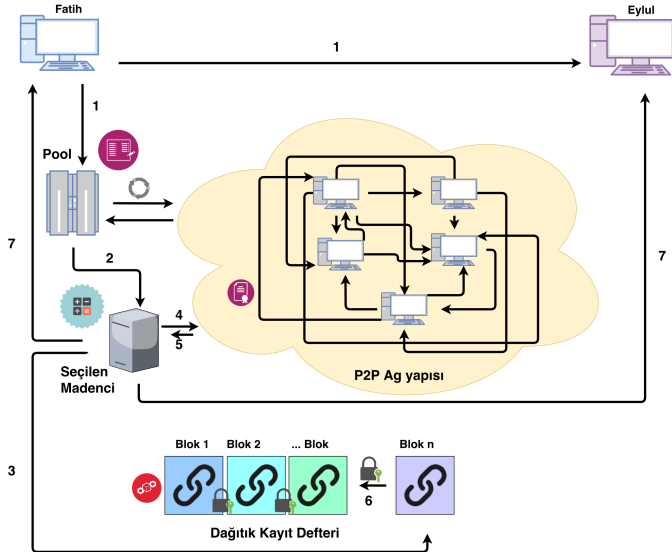 Fatih
Eylul
1
1
Pool
7
7
2
4
5
Seçilen
Madenci
P2P Ag yapısı
3
Blok 1
Blok 2
... Blok
Blok n
6
Dağıtık Kayıt Defteri